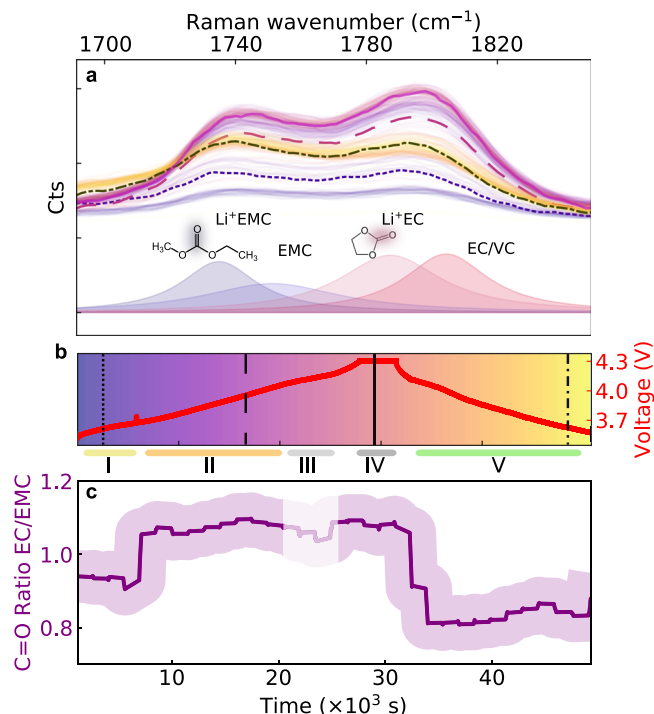 Raman wavenumber (cm⁻¹)
1700 1740 1780 1820
a
Cts
Li⁺EMC
Li⁺EC
O
H₃C
O
O
CH₃
EMC
O
O
O
EC/VC
b
4.3
4.0
3.7
Voltage (V)
I II III IV V
c
1.2
1.0
0.8
C=O Ratio EC/EMC
10 20 30 40
Time (×10³ s)